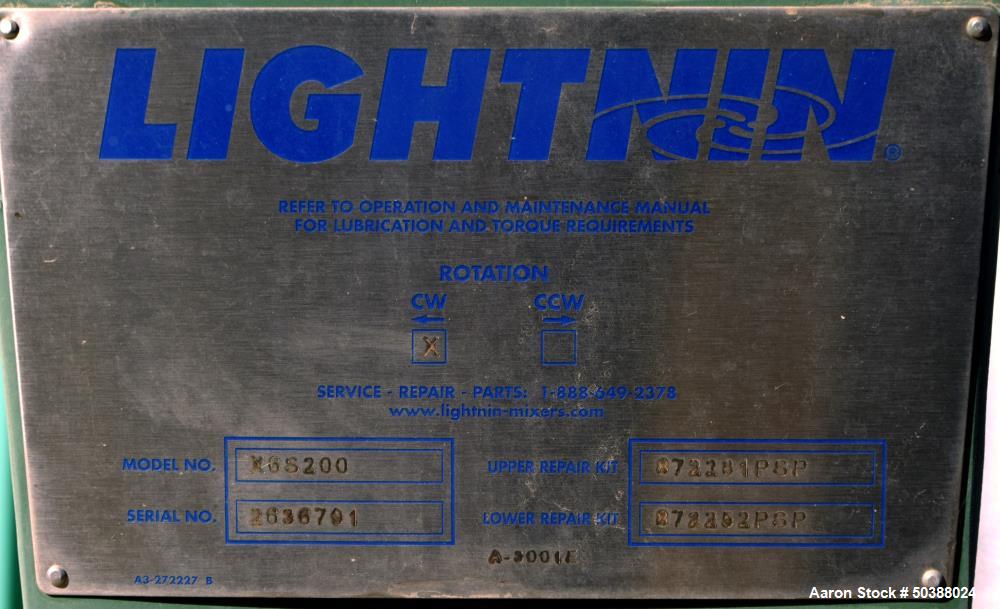 LIGHTNIN®
REFER TO OPERATION AND MAINTENANCE MANUAL
FOR LUBRICATION AND TORQUE REQUIREMENTS
ROTATION
CW CCW
X
SERVICE - REPAIR - PARTS: 1-888-649-2378
www.lightnin-mixers.com
MODEL NO. X6S200 UPPER REPAIR KIT
SERIAL NO. 2636791 LOWER REPAIR KIT
A3-272227 B
Aaron Stock # 50388024